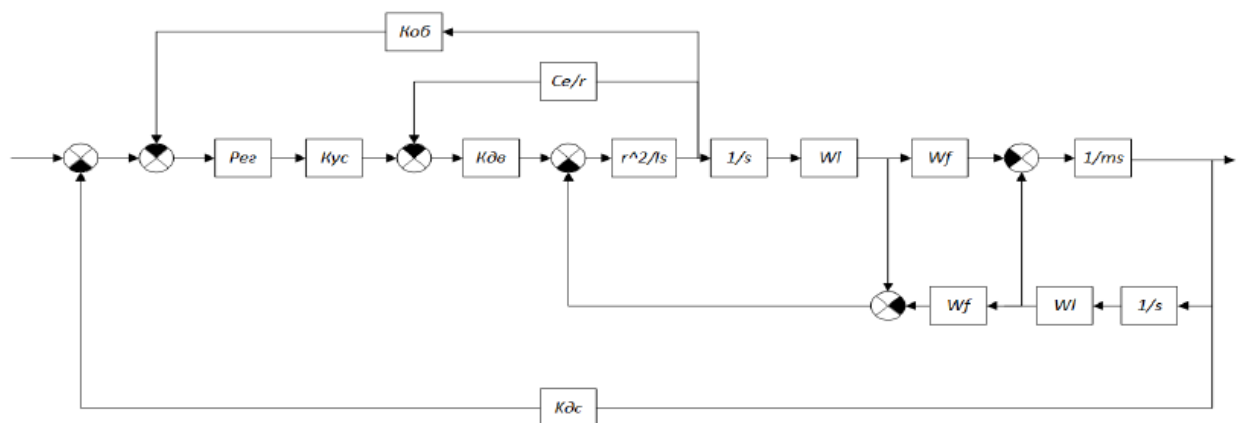 Коб
Ce/r
Рег
Кус
Кдв
r^2/Is
1/s
Wl
Wf
1/ms
Wf
Wl
1/s
Кдс